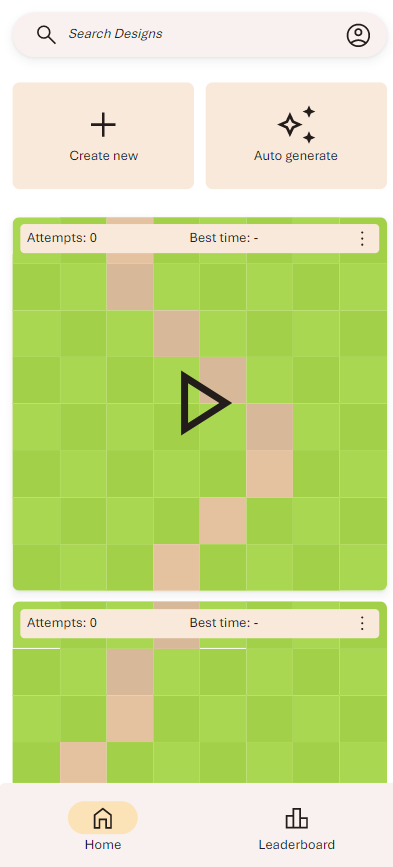 Search Designs
Create new
Auto generate
Attempts: 0
Best time: -
Attempts: 0
Best time: -
Home
Leaderboard